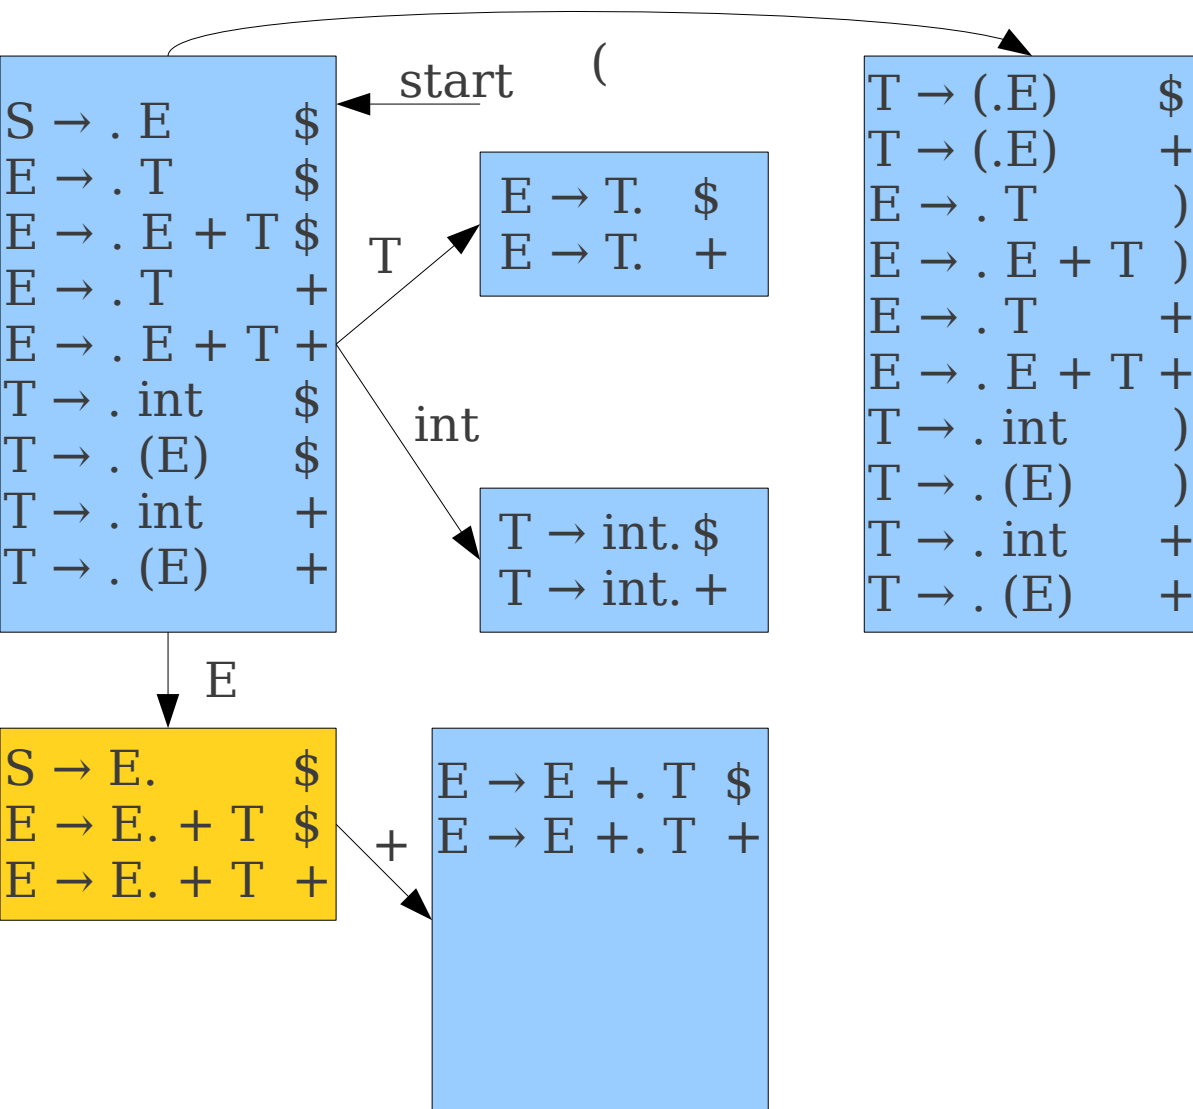 (
start
S → . E $
E → . T $
E → . E + T $
E → . T +
E → . E + T +
T → . int $
T → . (E) $
T → . int +
T → . (E) +
T
E → T. $
E → T. +
int
T → int. $
T → int. +
T → (.E) $
T → (.E) +
E → . T )
E → . E + T )
E → . T +
E → . E + T +
T → . int )
T → . (E) )
T → . int +
T → . (E) +
E
S → E. $
E → E. + T $
E → E. + T +
+
E → E +. T $
E → E +. T +